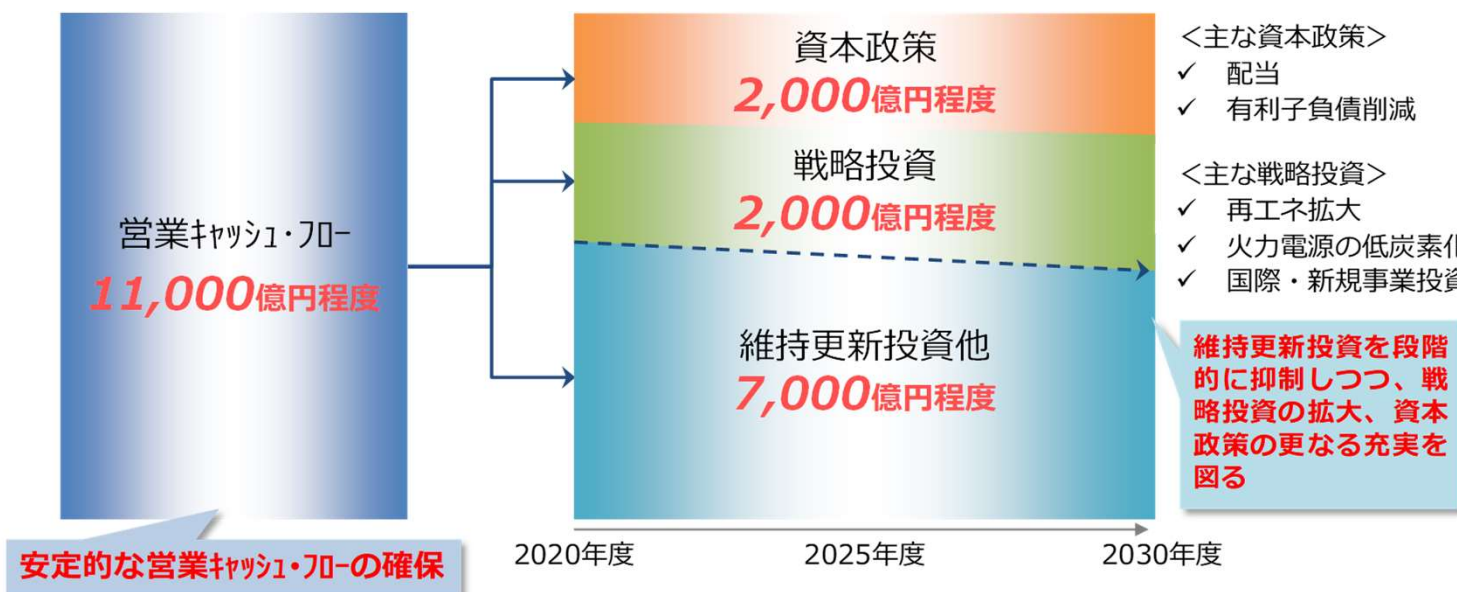 資本政策
2,000億円程度
戦略投資
2,000億円程度
維持更新投資他
7,000億円程度
営業ｷｬｯｼｭ･ﾌﾛｰ
11,000億円程度
安定的な営業ｷｬｯｼｭ･ﾌﾛｰの確保
2020年度
2025年度
2030年度
＜主な資本政策＞
✓ 配当
✓ 有利子負債削減
＜主な戦略投資＞
✓ 再エネ拡大
✓ 火力電源の低炭素化
✓ 国際・新規事業投資
維持更新投資を段階
的に抑制しつつ、戦
略投資の拡大、資本
政策の更なる充実を
図る